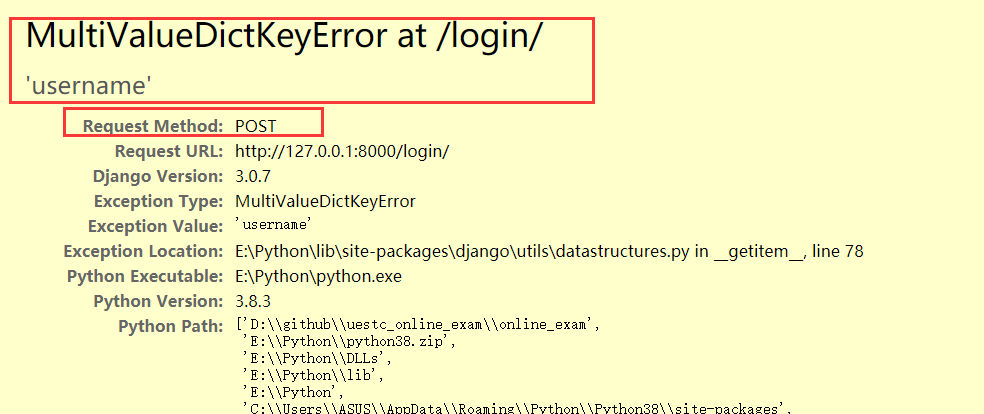 MultiValueDictKeyError at /login/
'username'
Request Method: POST
Request URL: http://127.0.0.1:8000/login/
Django Version: 3.0.7
Exception Type: MultiValueDictKeyError
Exception Value: 'username'
Exception Location: E:\Python\lib\site-packages\django\utils\datastructures.py in __getitem__, line 78
Python Executable: E:\Python\python.exe
Python Version: 3.8.3
Python Path: ['D:\\github\\uestc_online_exam\\online_exam',
'E:\\Python\\python38.zip',
'E:\\Python\\DLLs',
'E:\\Python\\lib',
'E:\\Python',
'C:\\Users\\ASUS\\AppData\\Roaming\\Python\\Python38\\site-packages',